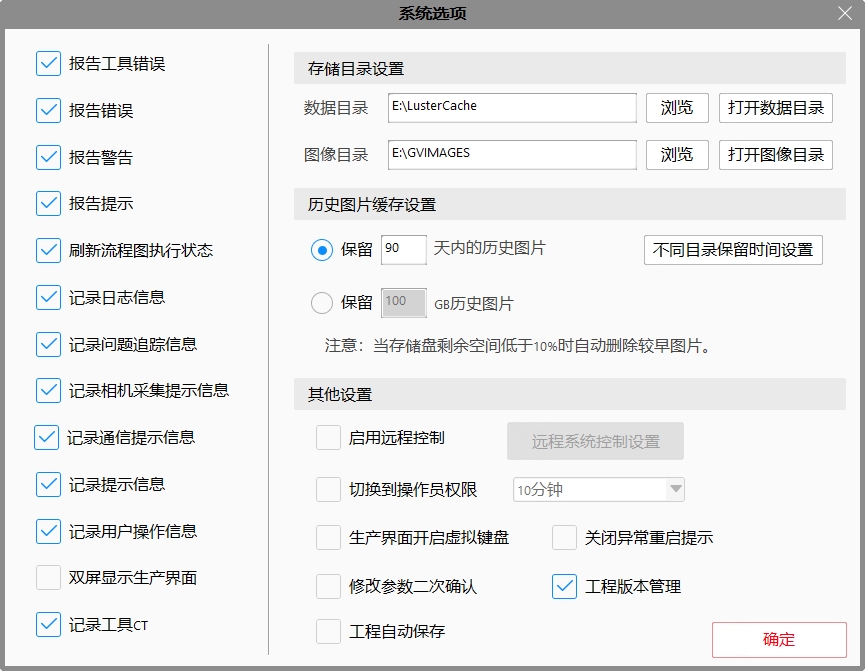 系统选项
报告工具错误
报告错误
报告警告
报告提示
刷新流程图执行状态
记录日志信息
记录问题追踪信息
记录相机采集提示信息
记录通信提示信息
记录提示信息
记录用户操作信息
双屏显示生产界面
记录工具CT
存储目录设置
数据目录 E:\LusterCache 浏览 打开数据目录
图像目录 E:\GVIMAGES 浏览 打开图像目录
历史图片缓存设置
保留 90 天内的历史图片 不同目录保留时间设置
保留 100 GB历史图片
注意：当存储盘剩余空间低于10%时自动删除较早图片。
其他设置
启用远程控制 远程系统控制设置
切换到操作员权限 10分钟
生产界面开启虚拟键盘 关闭异常重启提示
修改参数二次确认 工程版本管理
工程自动保存
确定